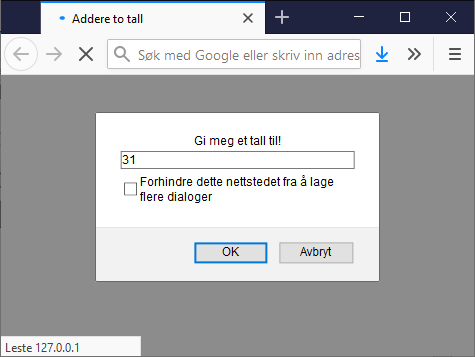 Addere to tall
Søk med Google eller skriv inn adres
Gi meg et tall til!
31
Forhindre dette nettstedet fra å lage
flere dialoger
OK
Avbryt
Leste 127.0.0.1